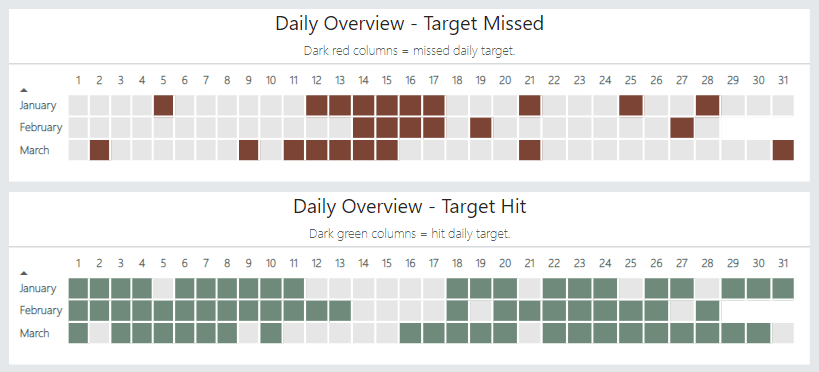 Daily Overview - Target Missed
Dark red columns = missed daily target.
1 2 3 4 5 6 7 8 9 10 11 12 13 14 15 16 17 18 19 20 21 22 23 24 25 26 27 28 29 30 31
January
February
March
Daily Overview - Target Hit
Dark green columns = hit daily target.
1 2 3 4 5 6 7 8 9 10 11 12 13 14 15 16 17 18 19 20 21 22 23 24 25 26 27 28 29 30 31
January
February
March